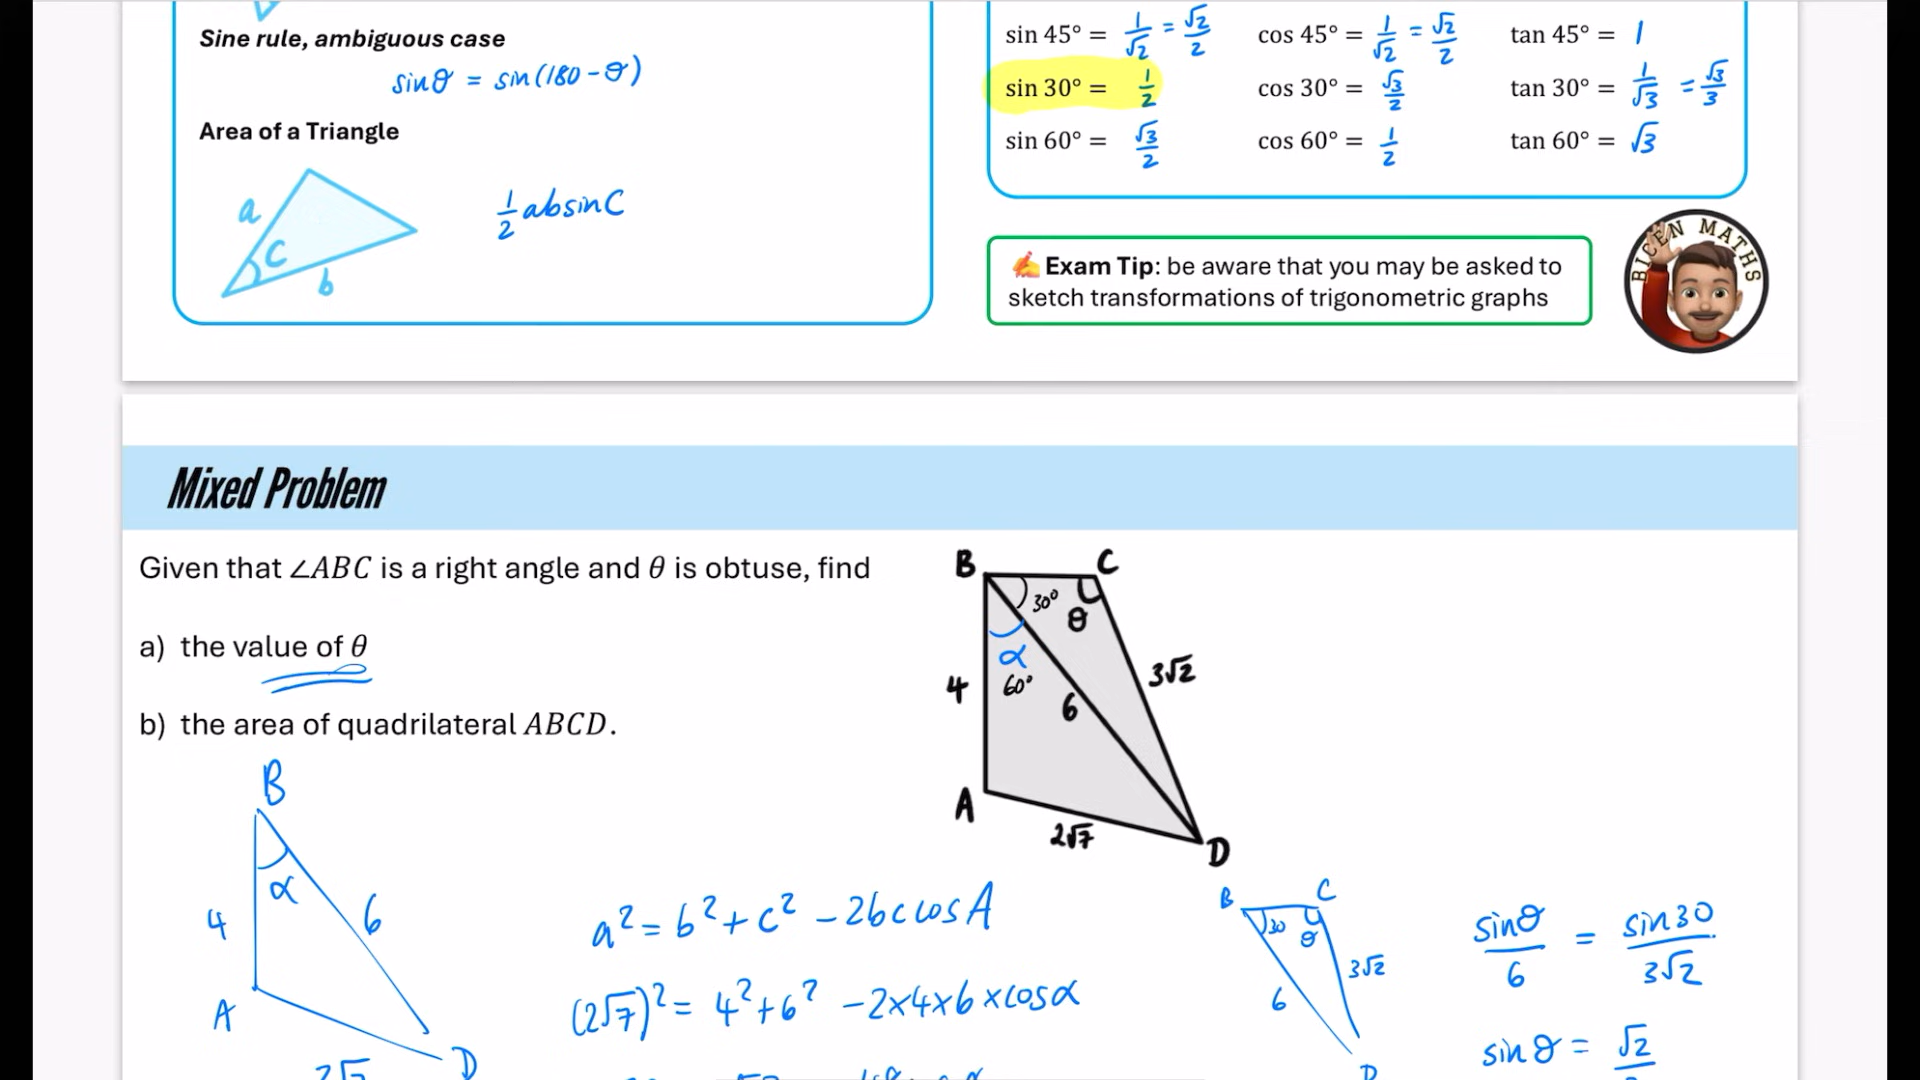 Sine rule, ambiguous case
sinθ = sin(180-θ)
Area of a Triangle
a
C
b
1/2 absinC
sin 45° = 1/√2 = √2/2
cos 45° = 1/√2 = √2/2
tan 45° = 1
sin 30° = 1/2
cos 30° = √3/2
tan 30° = 1/√3 = √3/3
sin 60° = √3/2
cos 60° = 1/2
tan 60° = √3
✍️ Exam Tip: be aware that you may be asked to
sketch transformations of trigonometric graphs
BICEN MATHS
Mixed Problem
Given that ∠ABC is a right angle and θ is obtuse, find
a) the value of θ
b) the area of quadrilateral ABCD.
B
C
30°
θ
α
60°
4
6
3√2
A
2√7
D
B
α
4
6
A
D
a² = b² + c² - 2bc cosA
(2√7)² = 4² + 6² - 2×4×6×cosα
B
C
30
θ
3√2
6
sinθ/6 = sin30/3√2